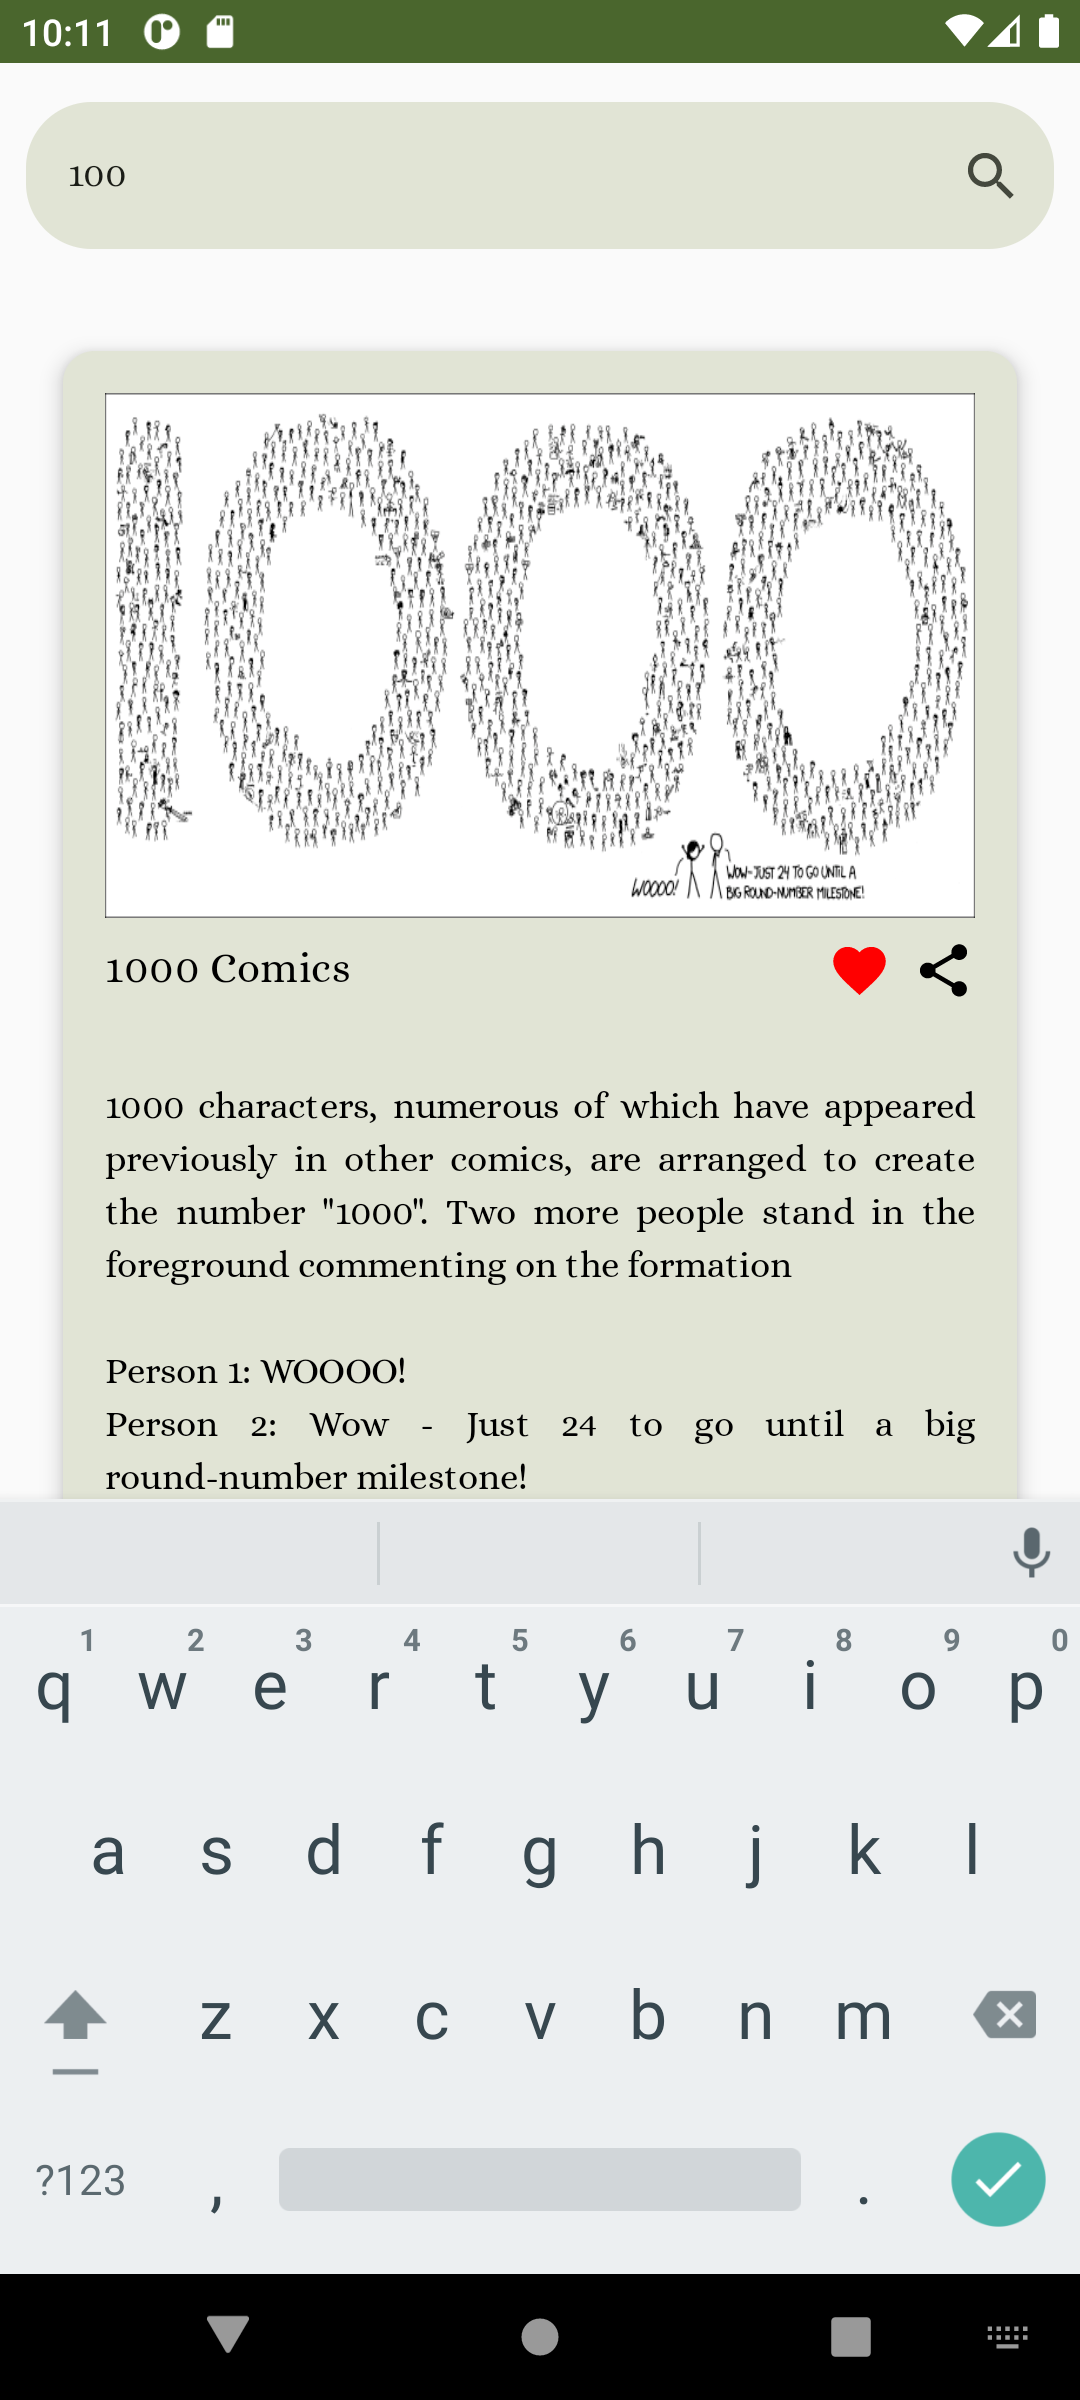 10:11
100
WOOOO!
WOW-JUST 24 TO GO UNTIL A
BIG ROUND-NUMBER MILESTONE!
1000 Comics
1000 characters, numerous of which have appeared
previously in other comics, are arranged to create
the number "1000". Two more people stand in the
foreground commenting on the formation
Person 1: WOOOO!
Person 2: Wow - Just 24 to go until a big
round-number milestone!
1 2 3 4 5 6 7 8 9 0
q w e r t y u i o p
a s d f g h j k l
z x c v b n m
?123 , .